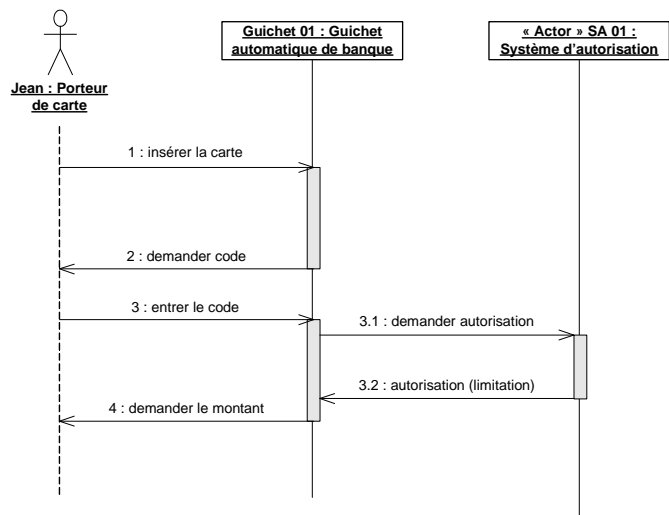 Guichet 01 : Guichet
automatique de banque
« Actor » SA 01 :
Système d'autorisation
Jean : Porteur
de carte
1 : insérer la carte
2 : demander code
3 : entrer le code
3.1 : demander autorisation
3.2 : autorisation (limitation)
4 : demander le montant